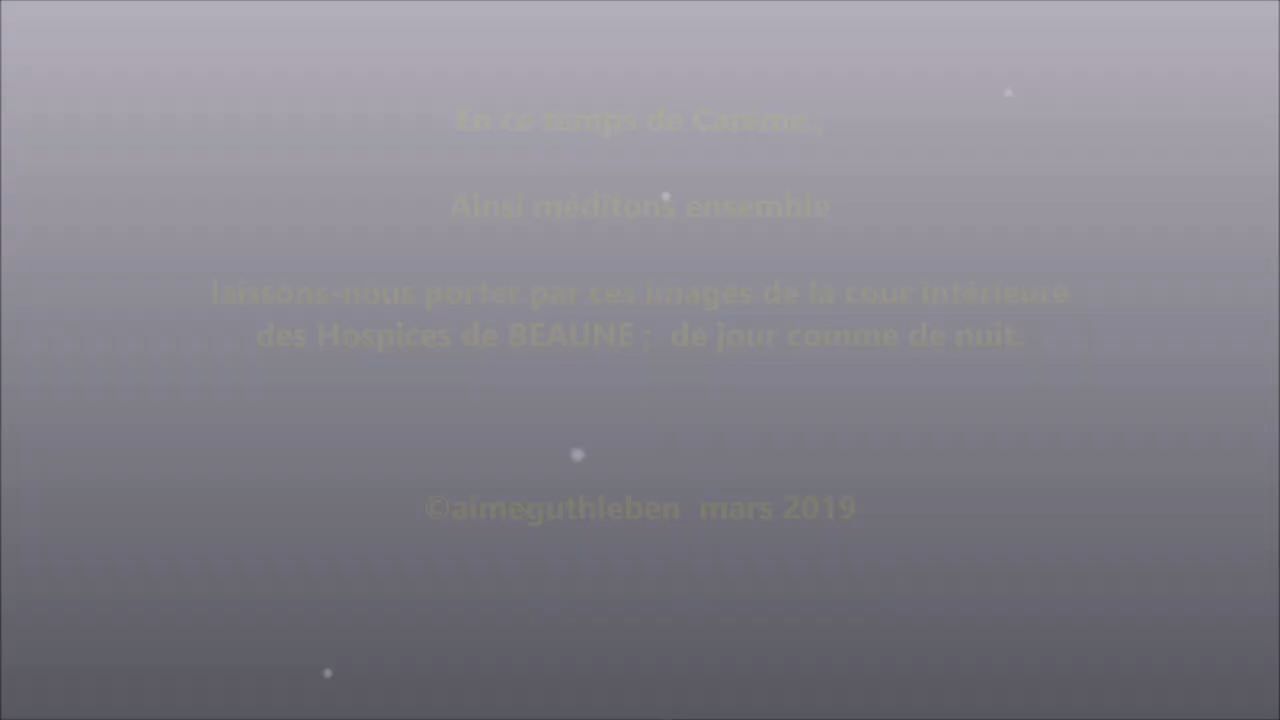 En ce temps de Carême.,
Ainsi méditons ensemble
laissons-nous porter par ces images de la cour intérieure
des Hospices de BEAUNE ; de jour comme de nuit.
©aimeguthleben mars 2019